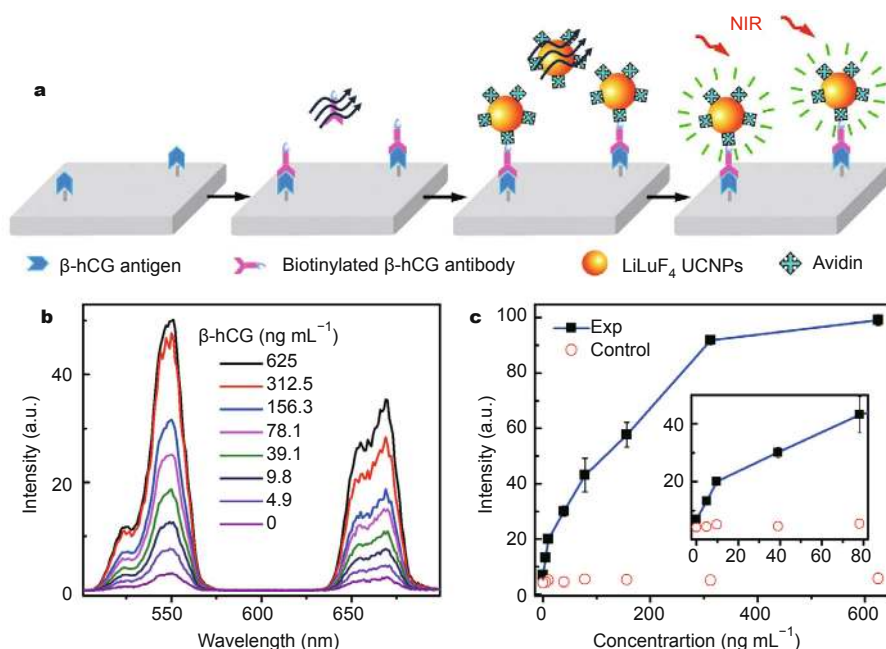 NIR
a
β-hCG antigen
Biotinylated β-hCG antibody
LiLuF₄ UCNPs
Avidin
b
β-hCG (ng mL⁻¹)
625
312.5
156.3
78.1
39.1
9.8
4.9
0
40
20
0
Intensity (a.u.)
550
600
650
Wavelength (nm)
c
Exp
Control
100
80
60
40
20
0
Intensity (a.u.)
40
20
0 20 40 60 80
0
200
400
600
Concentrartion (ng mL⁻¹)